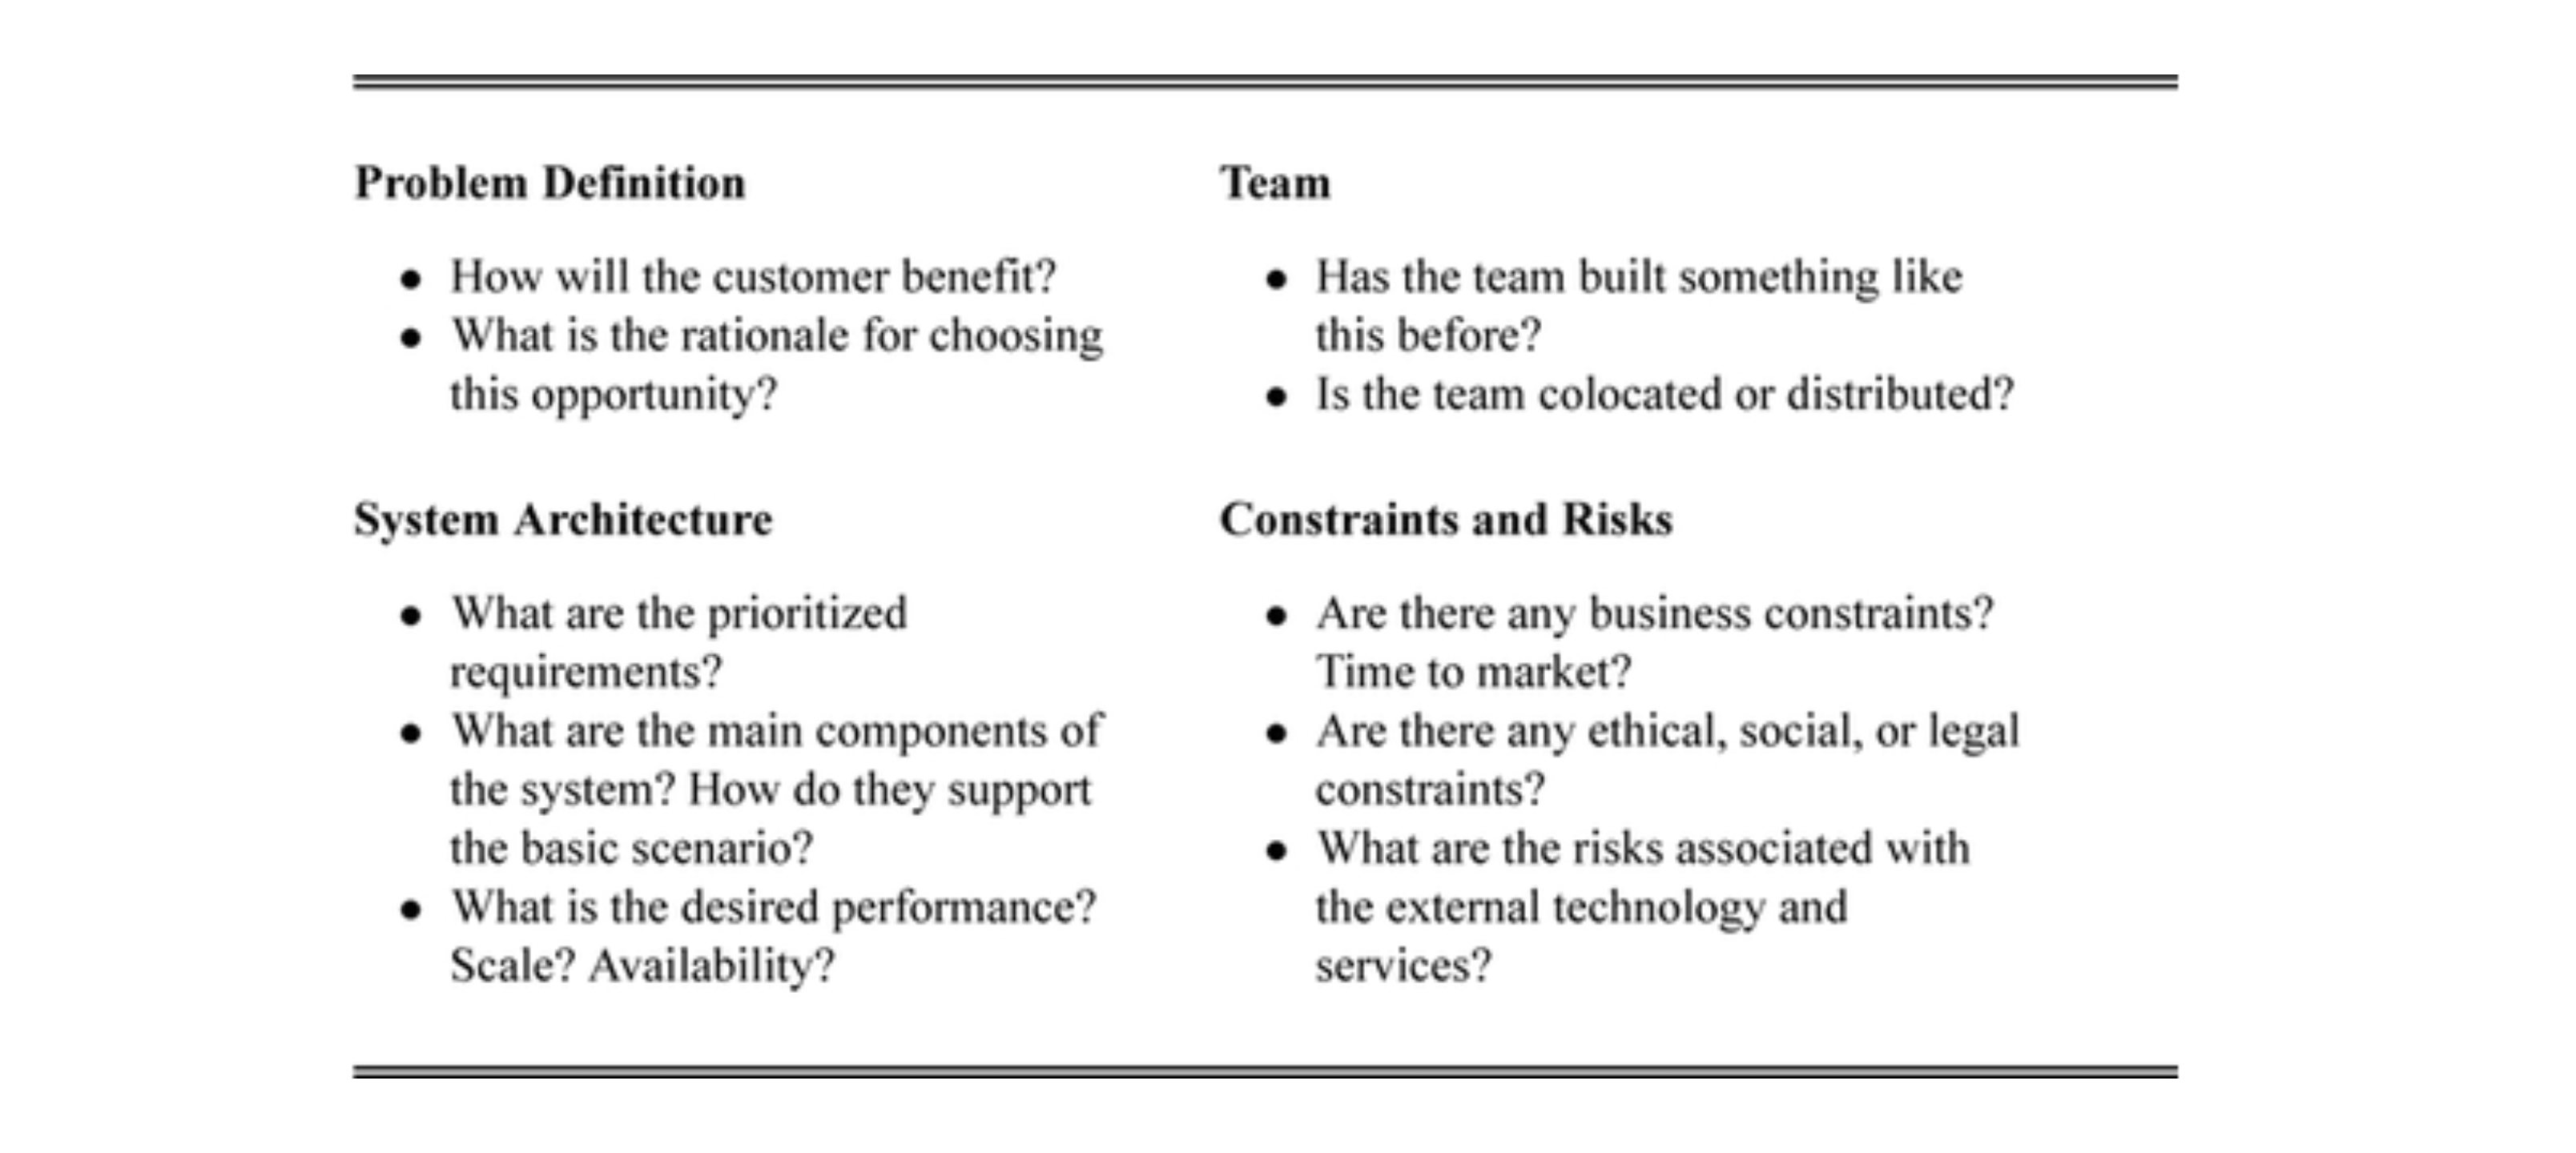 Problem Definition
● How will the customer benefit?
● What is the rationale for choosing
this opportunity?
Team
● Has the team built something like
this before?
● Is the team colocated or distributed?
System Architecture
● What are the prioritized
requirements?
● What are the main components of
the system? How do they support
the basic scenario?
● What is the desired performance?
Scale? Availability?
Constraints and Risks
● Are there any business constraints?
Time to market?
● Are there any ethical, social, or legal
constraints?
● What are the risks associated with
the external technology and
services?